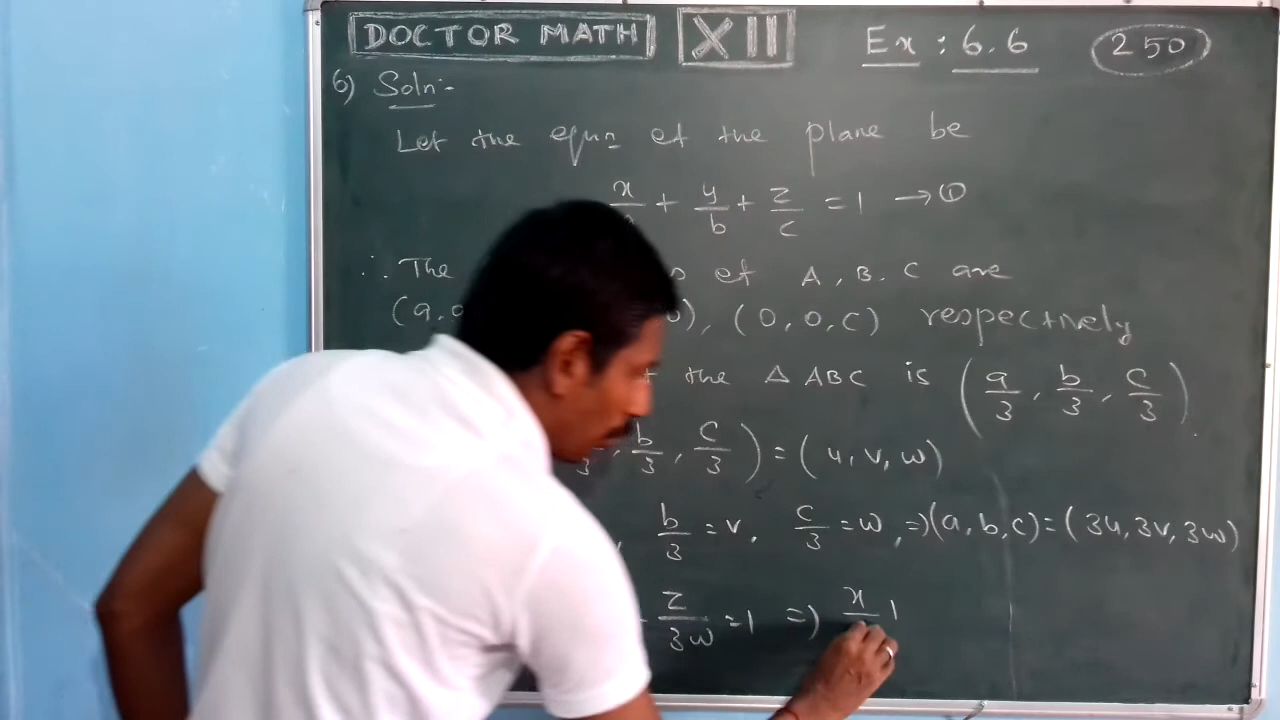 DOCTOR MATH XII Ex : 6.6 250
6) Soln:-
Let the equn of the plane be
x/ + y/b + z/c = 1 → ①
∴ The of A, B, C are
(a, 0), (0, 0, c) respectively
the △ ABC is (a/3, b/3, c/3)
/3, b/3, c/3) = (u, v, w)
, b/3 = v, c/3 = w, ⇒ (a, b, c) = (3u, 3v, 3w)
z/3w = 1 ⇒ x/